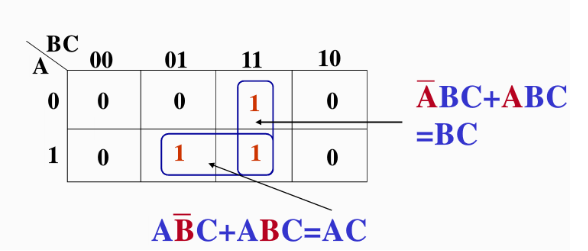 BC
A
00 01 11 10
0 0 0 1 0
1 0 1 1 0
A̅BC+ABC
=BC
AB̅C+ABC=AC